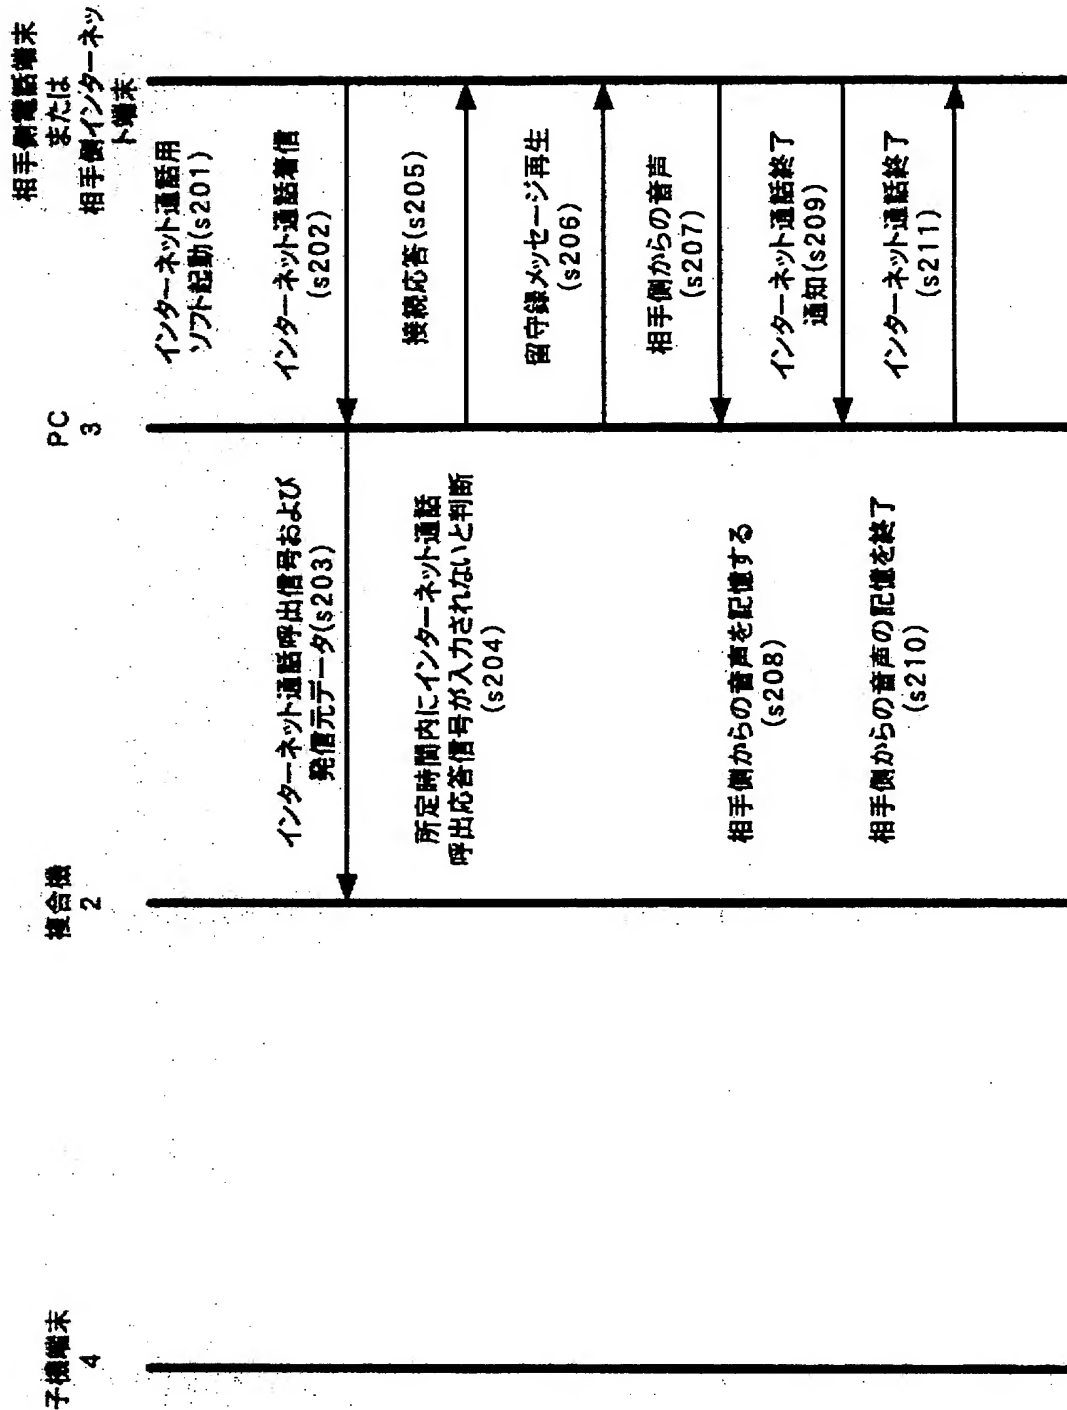 子機端末
4
複合機
2
PC
3
相手側電話端末
または
相手側インターネッ
ト端末
インターネット通話用
ソフト起動(s201)
インターネット通話着信
(s202)
インターネット通話呼出信号および
発信元データ(s203)
所定時間内にインターネット通話
呼出応答信号が入力されないと判断
(s204)
接続応答(s205)
留守録メッセージ再生
(s206)
相手側からの音声
(s207)
相手側からの音声を記憶する
(s208)
インターネット通話終了
通知(s209)
相手側からの音声の記憶を終了
(s210)
インターネット通話終了
(s211)